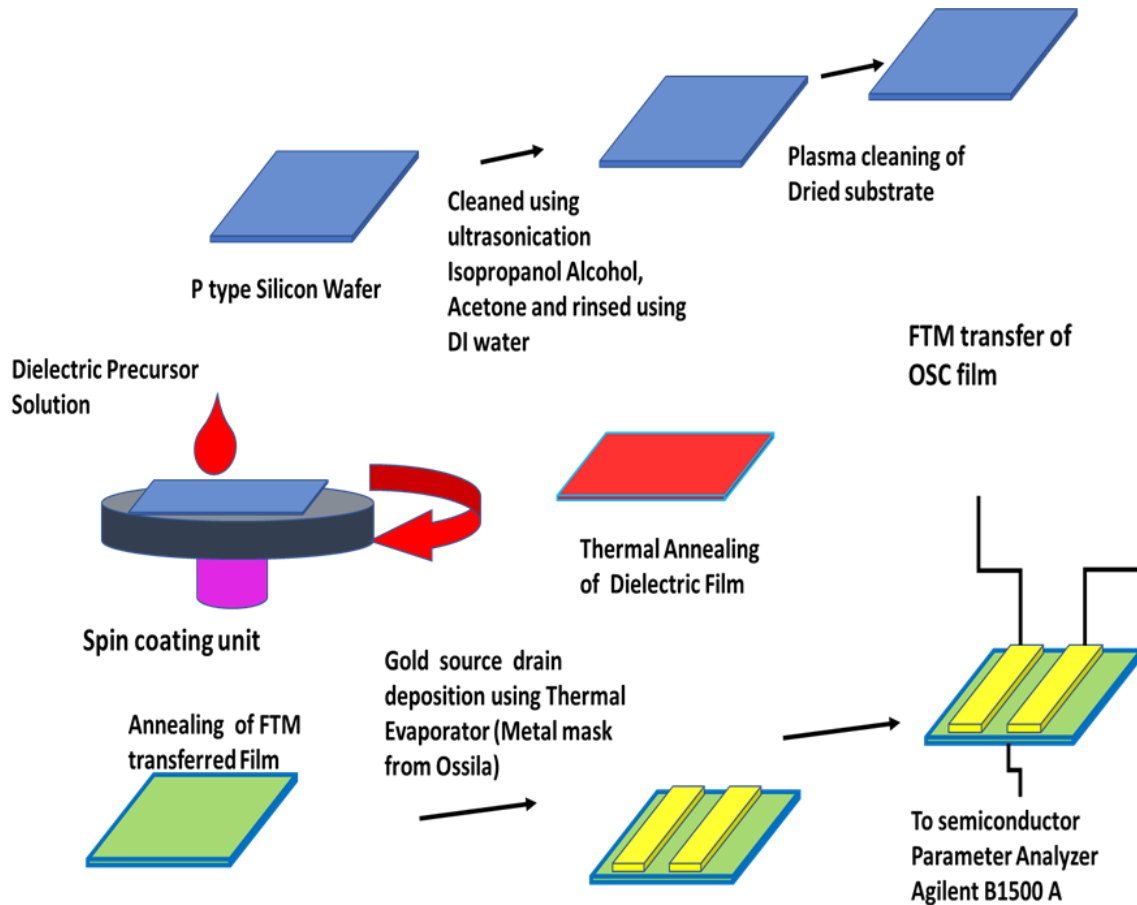 P type Silicon Wafer
Cleaned using
ultrasonication
Isopropanol Alcohol,
Acetone and rinsed using
DI water
Plasma cleaning of
Dried substrate
Dielectric Precursor
Solution
Spin coating unit
Thermal Annealing
of Dielectric Film
FTM transfer of
OSC film
Annealing of FTM
transferred Film
Gold source drain
deposition using Thermal
Evaporator (Metal mask
from Ossila)
To semiconductor
Parameter Analyzer
Agilent B1500 A